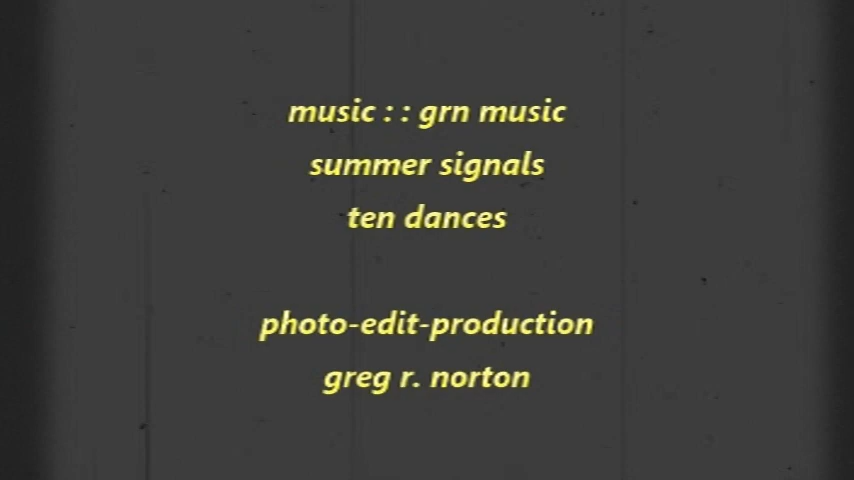 music : : grn music
summer signals
ten dances
photo-edit-production
greg r. norton